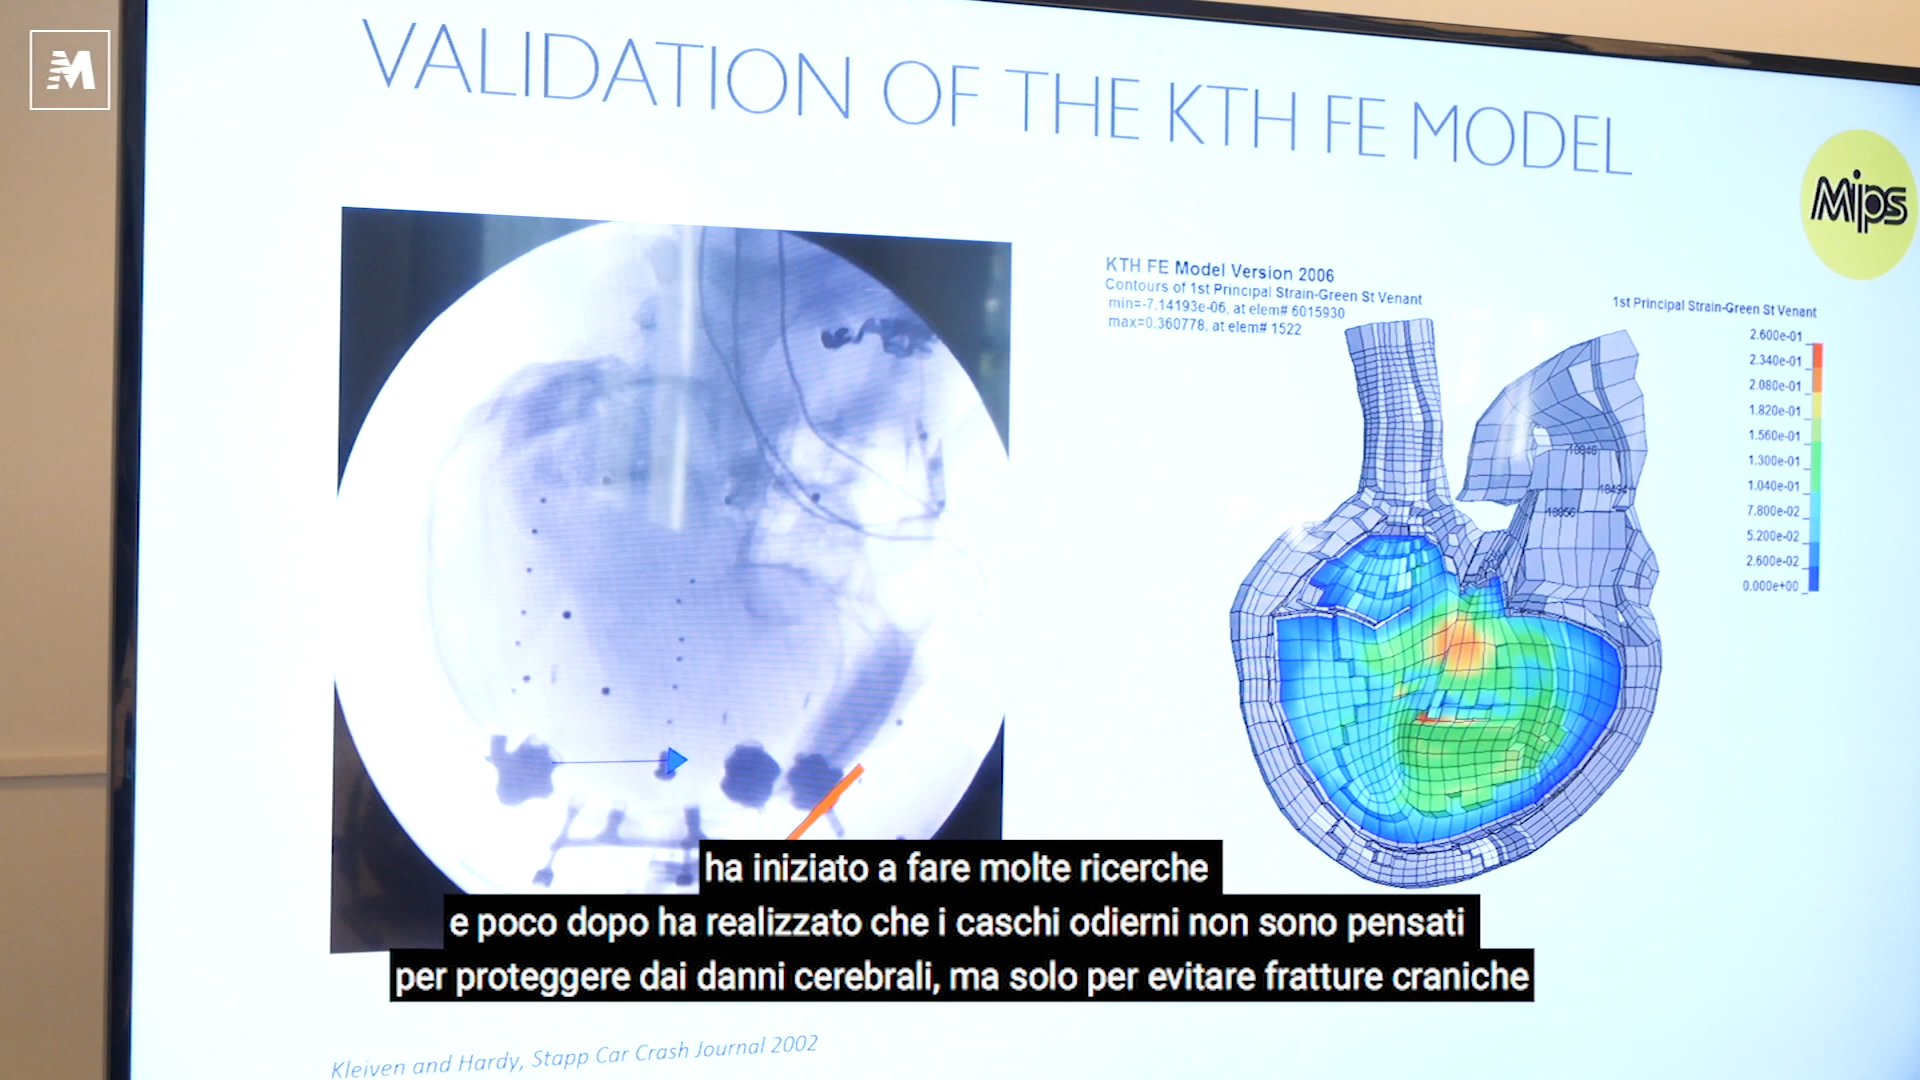 M
VALIDATION OF THE KTH FE MODEL
Mips
KTH FE Model Version 2006
Contours of 1st Principal Strain-Green St Venant
min=-7.14193e-06, at elem# 6015930
max=0.360778, at elem# 1522
1st Principal Strain-Green St Venant
2.600e-01
2.340e-01
2.080e-01
1.820e-01
1.560e-01
1.300e-01
1.040e-01
7.800e-02
5.200e-02
2.600e-02
0.000e+00
ha iniziato a fare molte ricerche
e poco dopo ha realizzato che i caschi odierni non sono pensati
per proteggere dai danni cerebrali, ma solo per evitare fratture craniche
Kleiven and Hardy, Stapp Car Crash Journal 2002